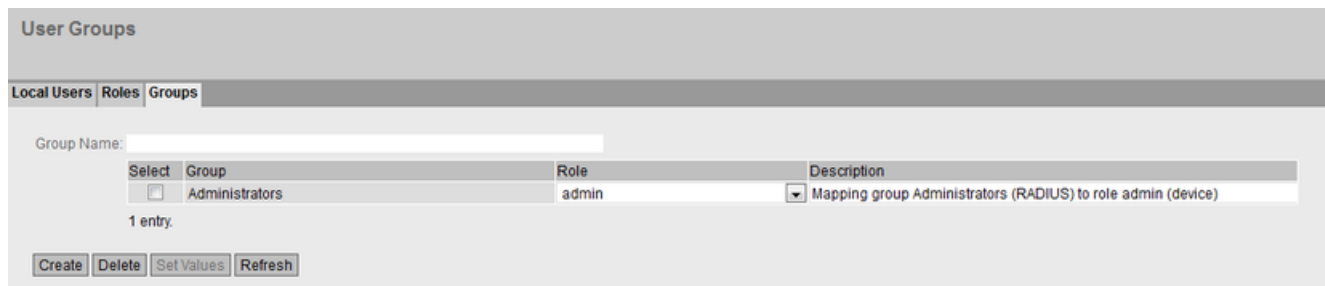 User Groups
Local Users Roles Groups
Group Name:
Select Group Role Description
Administrators admin Mapping group Administrators (RADIUS) to role admin (device)
1 entry.
Create Delete Set Values Refresh